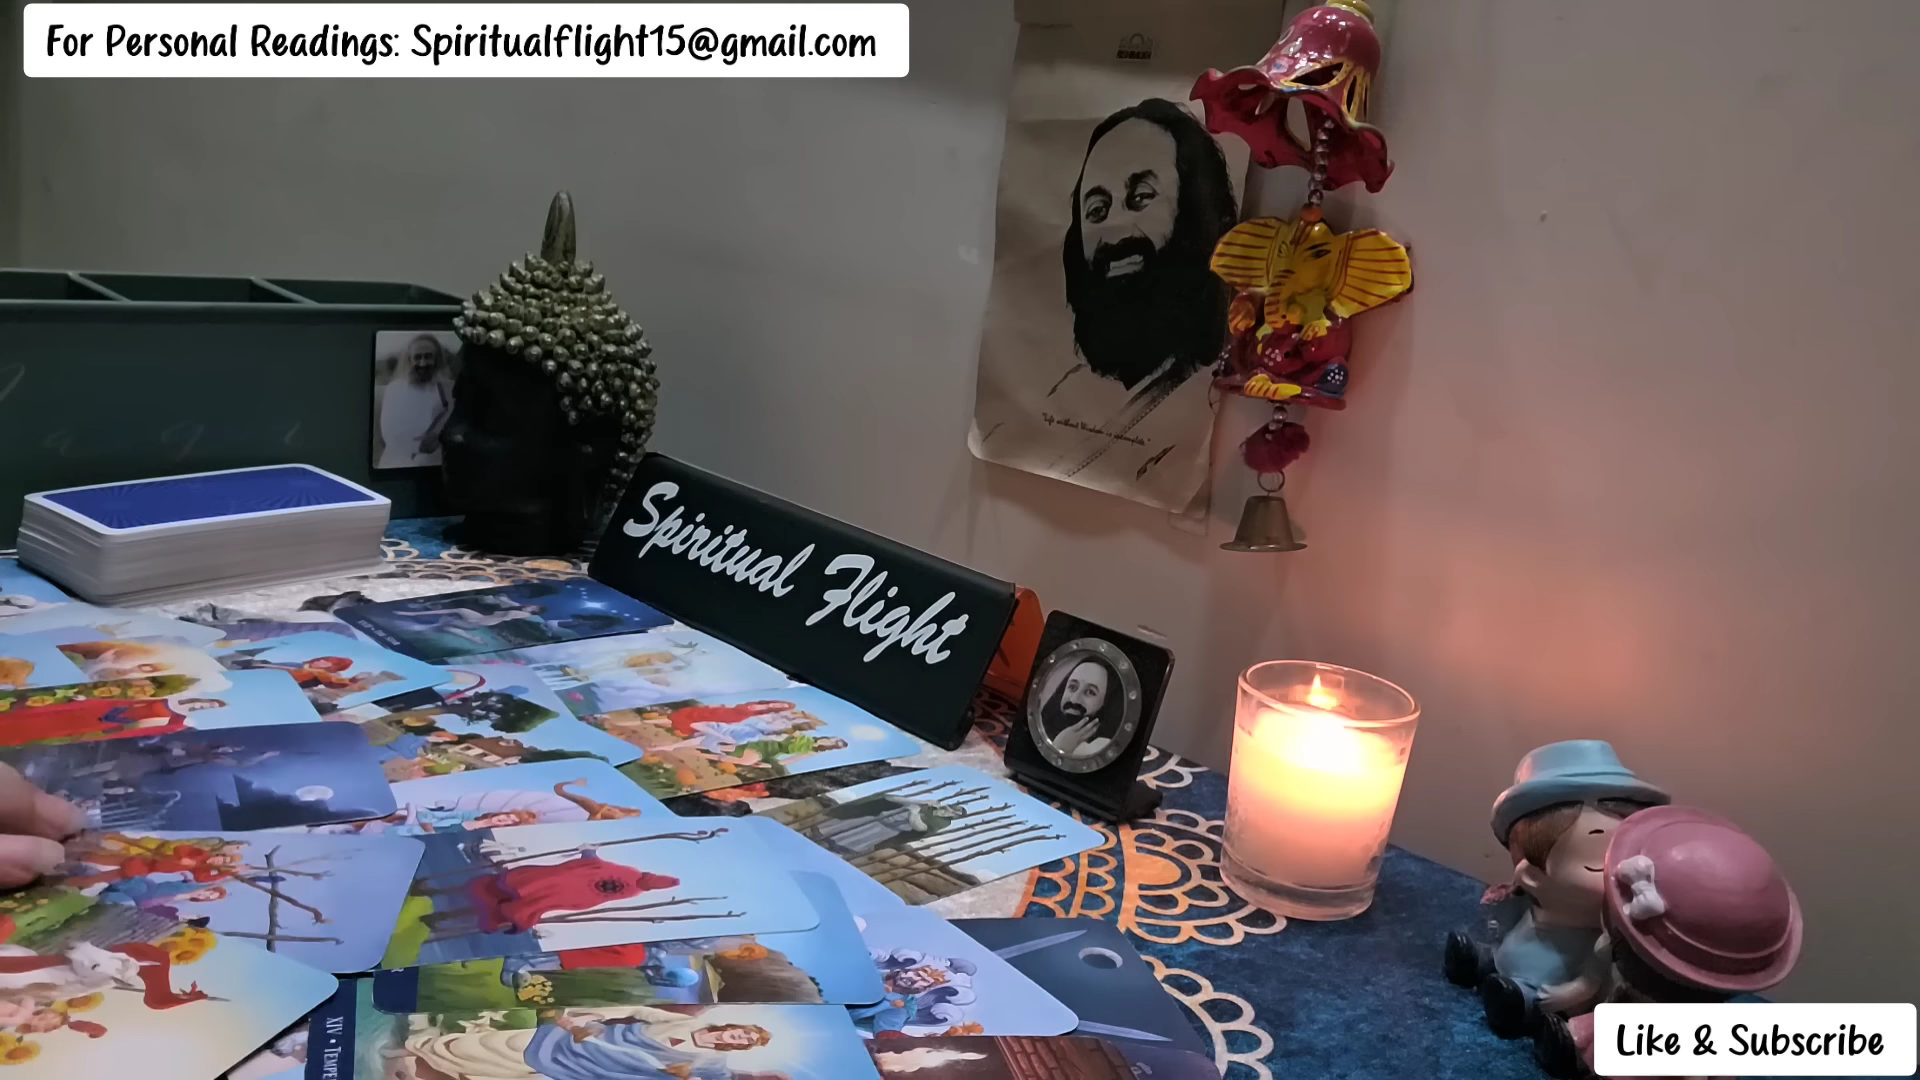 For Personal Readings: Spiritualflight15@gmail.com
Spiritual Flight
XIV • TEMPE
Like & Subscribe